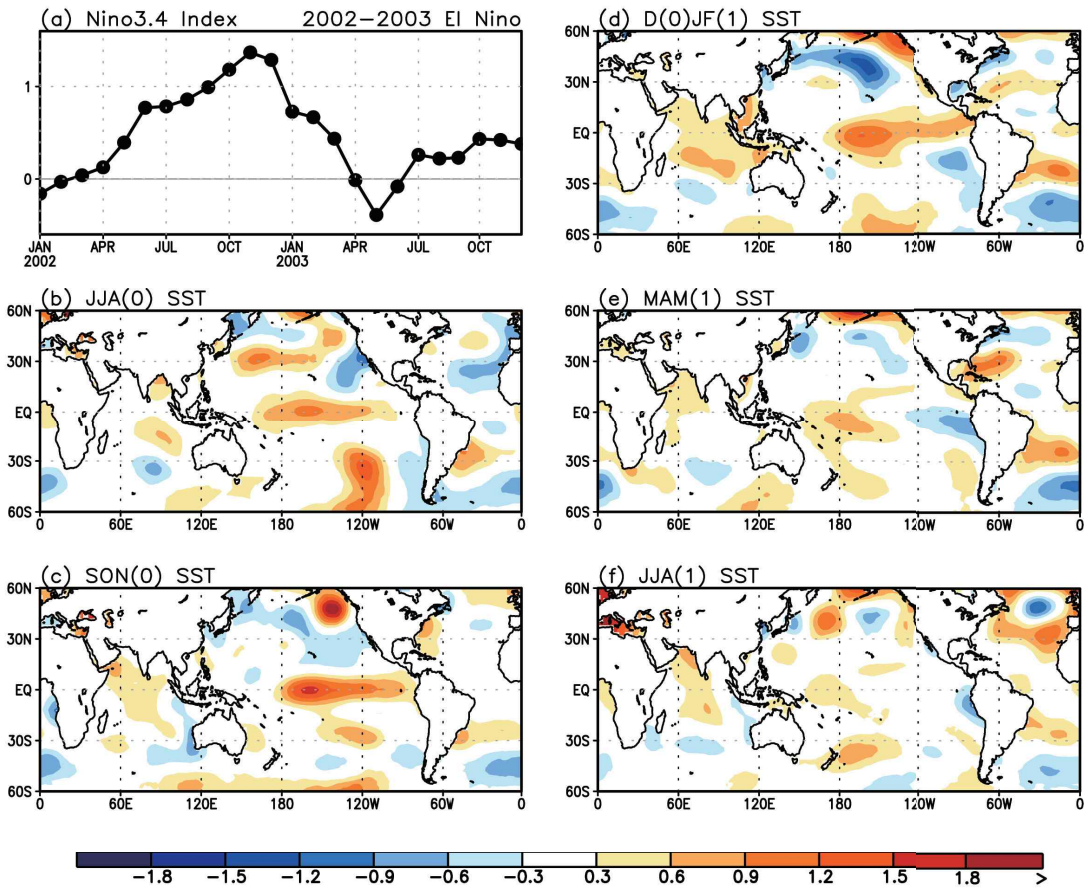 (a) Nino3.4 Index 2002−2003 El Nino
1
0
JAN APR JUL OCT JAN APR JUL OCT
2002 2003
(b) JJA(0) SST
60N
30N
EQ
30S
60S
0 60E 120E 180 120W 60W 0
(c) SON(0) SST
60N
30N
EQ
30S
60S
0 60E 120E 180 120W 60W 0
(d) D(0)JF(1) SST
60N
30N
EQ
30S
60S
0 60E 120E 180 120W 60W 0
(e) MAM(1) SST
60N
30N
EQ
30S
60S
0 60E 120E 180 120W 60W 0
(f) JJA(1) SST
60N
30N
EQ
30S
60S
0 60E 120E 180 120W 60W 0
−1.8 −1.5 −1.2 −0.9 −0.6 −0.3 0.3 0.6 0.9 1.2 1.5 1.8 >